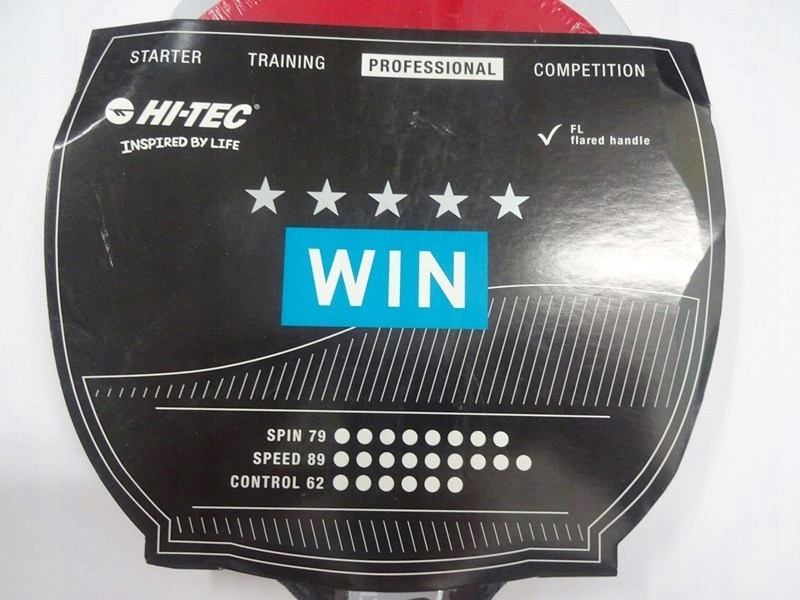 STARTER TRAINING PROFESSIONAL COMPETITION
HI-TEC®
INSPIRED BY LIFE
FL
flared handle
WIN
SPIN 79
SPEED 89
CONTROL 62